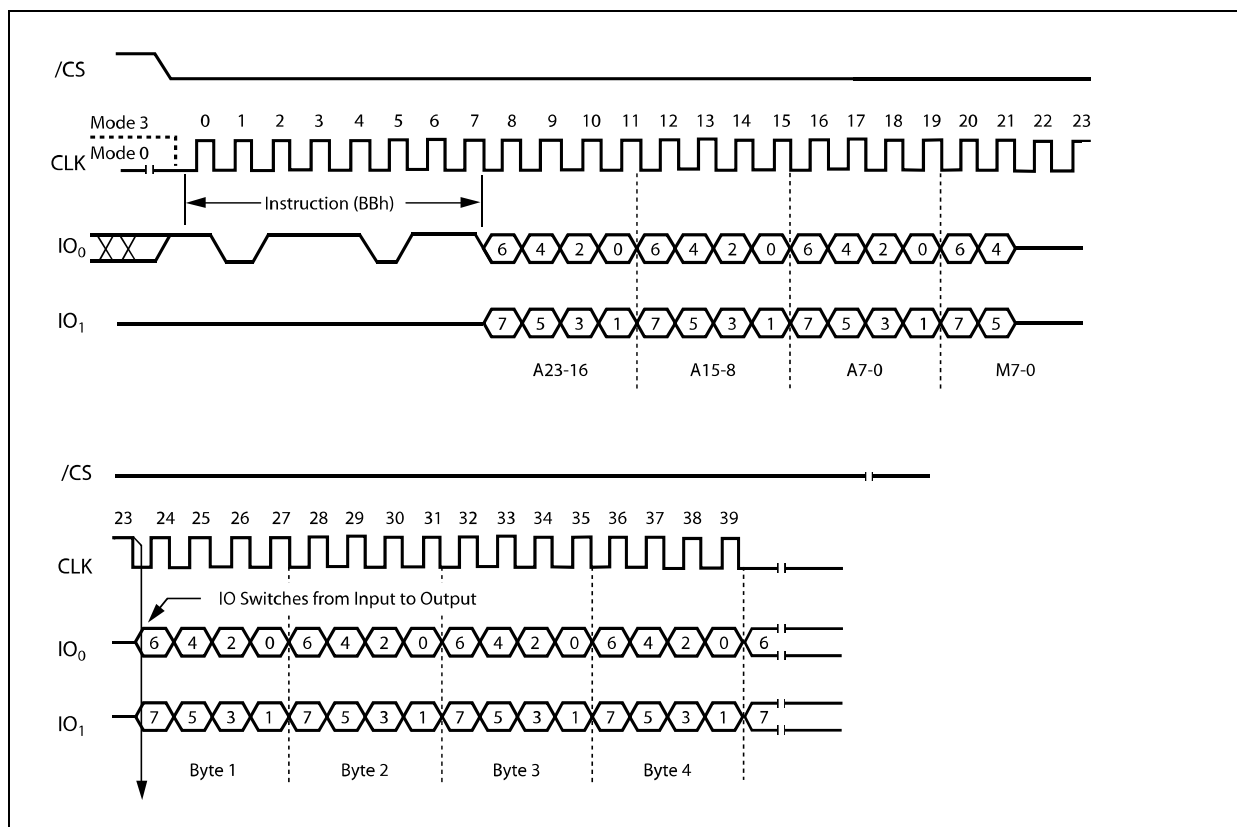 /CS
Mode 3
0 1 2 3 4 5 6 7 8 9 10 11 12 13 14 15 16 17 18 19 20 21 22 23
Mode 0
CLK
Instruction (BBh)
IO0 6 4 2 0 6 4 2 0 6 4 2 0 6 4
IO1 7 5 3 1 7 5 3 1 7 5 3 1 7 5
A23-16 A15-8 A7-0 M7-0
/CS
23 24 25 26 27 28 29 30 31 32 33 34 35 36 37 38 39
CLK
IO Switches from Input to Output
IO0 6 4 2 0 6 4 2 0 6 4 2 0 6 4 2 0 6
IO1 7 5 3 1 7 5 3 1 7 5 3 1 7 5 3 1 7
Byte 1 Byte 2 Byte 3 Byte 4